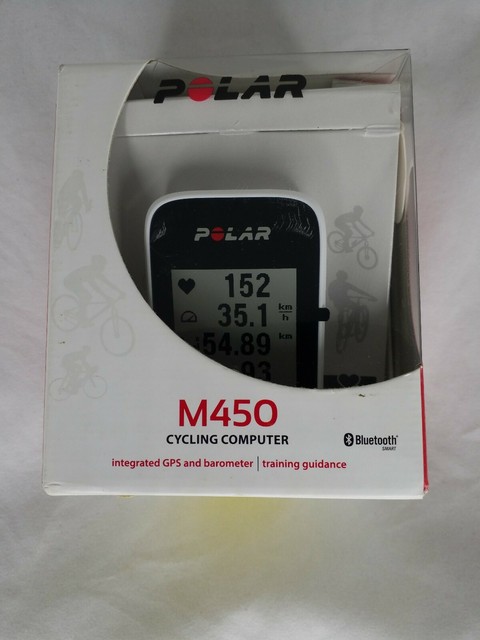 POLAR
POLAR
152
35.1 km/h
54.89 km
93
M450
CYCLING COMPUTER
Bluetooth®
SMART
integrated GPS and barometer | training guidance